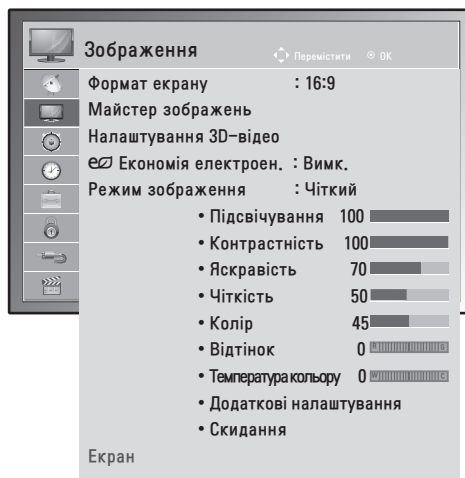 Зображення Перемістити OK
Формат екрану : 16:9
Майстер зображень
Налаштування 3D-відео
Економія електроен. : Вимк.
Режим зображення : Чіткий
• Підсвічування 100
• Контрастність 100
• Яскравість 70
• Чіткість 50
• Колір 45
• Відтінок 0 R G
• Температура кольору 0 W C
• Додаткові налаштування
• Скидання
Екран